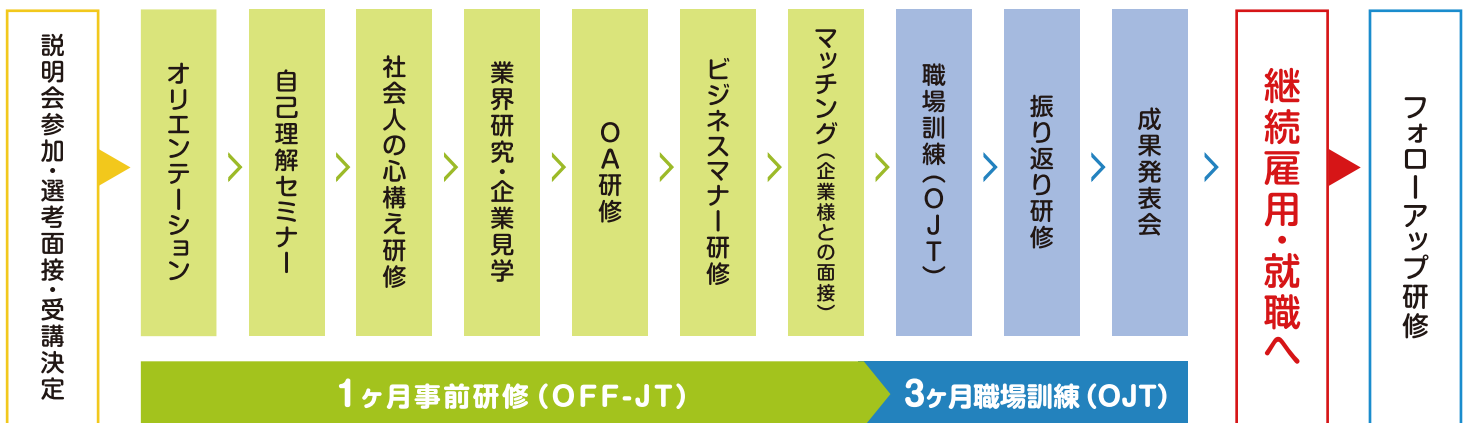 説明会参加・選考面接・受講決定
オリエンテーション
自己理解セミナー
社会人の心構え研修
業界研究・企業見学
OA研修
ビジネスマナー研修
マッチング(企業様との面接)
職場訓練(OJT)
振り返り研修
成果発表会
継続雇用・就職へ
フォローアップ研修
1ヶ月事前研修(OFF-JT)
3ヶ月職場訓練(OJT)